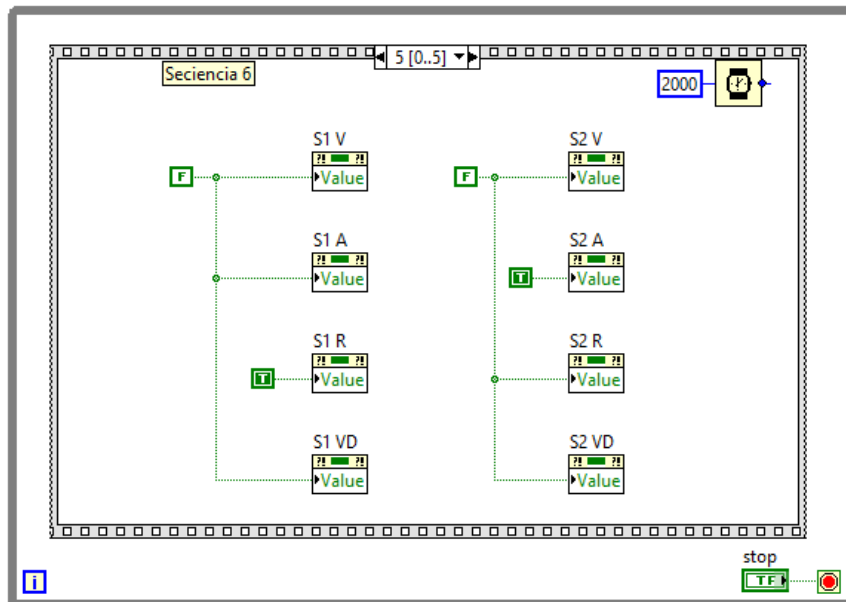 5 [0..5]
Seciencia 6
2000
S1 V
S2 V
F
?! ?!
Value
F
?! ?!
Value
S1 A
S2 A
?! ?!
Value
T
?! ?!
Value
S1 R
S2 R
T
?! ?!
Value
?! ?!
Value
S1 VD
S2 VD
?! ?!
Value
?! ?!
Value
stop
i
TF